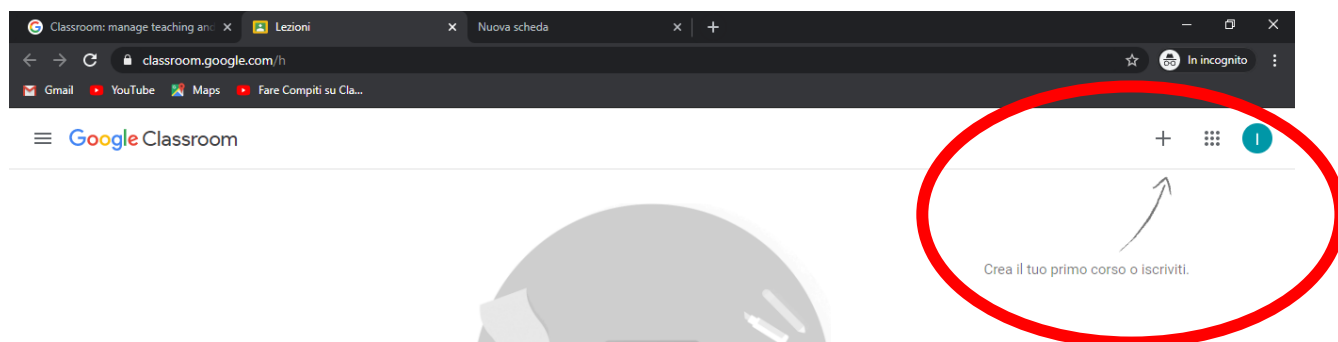 Classroom: manage teaching and
Lezioni
Nuova scheda
classroom.google.com/h
In incognito
Gmail
YouTube
Maps
Fare Compiti su Cla...
Google Classroom
I
Crea il tuo primo corso o iscriviti.